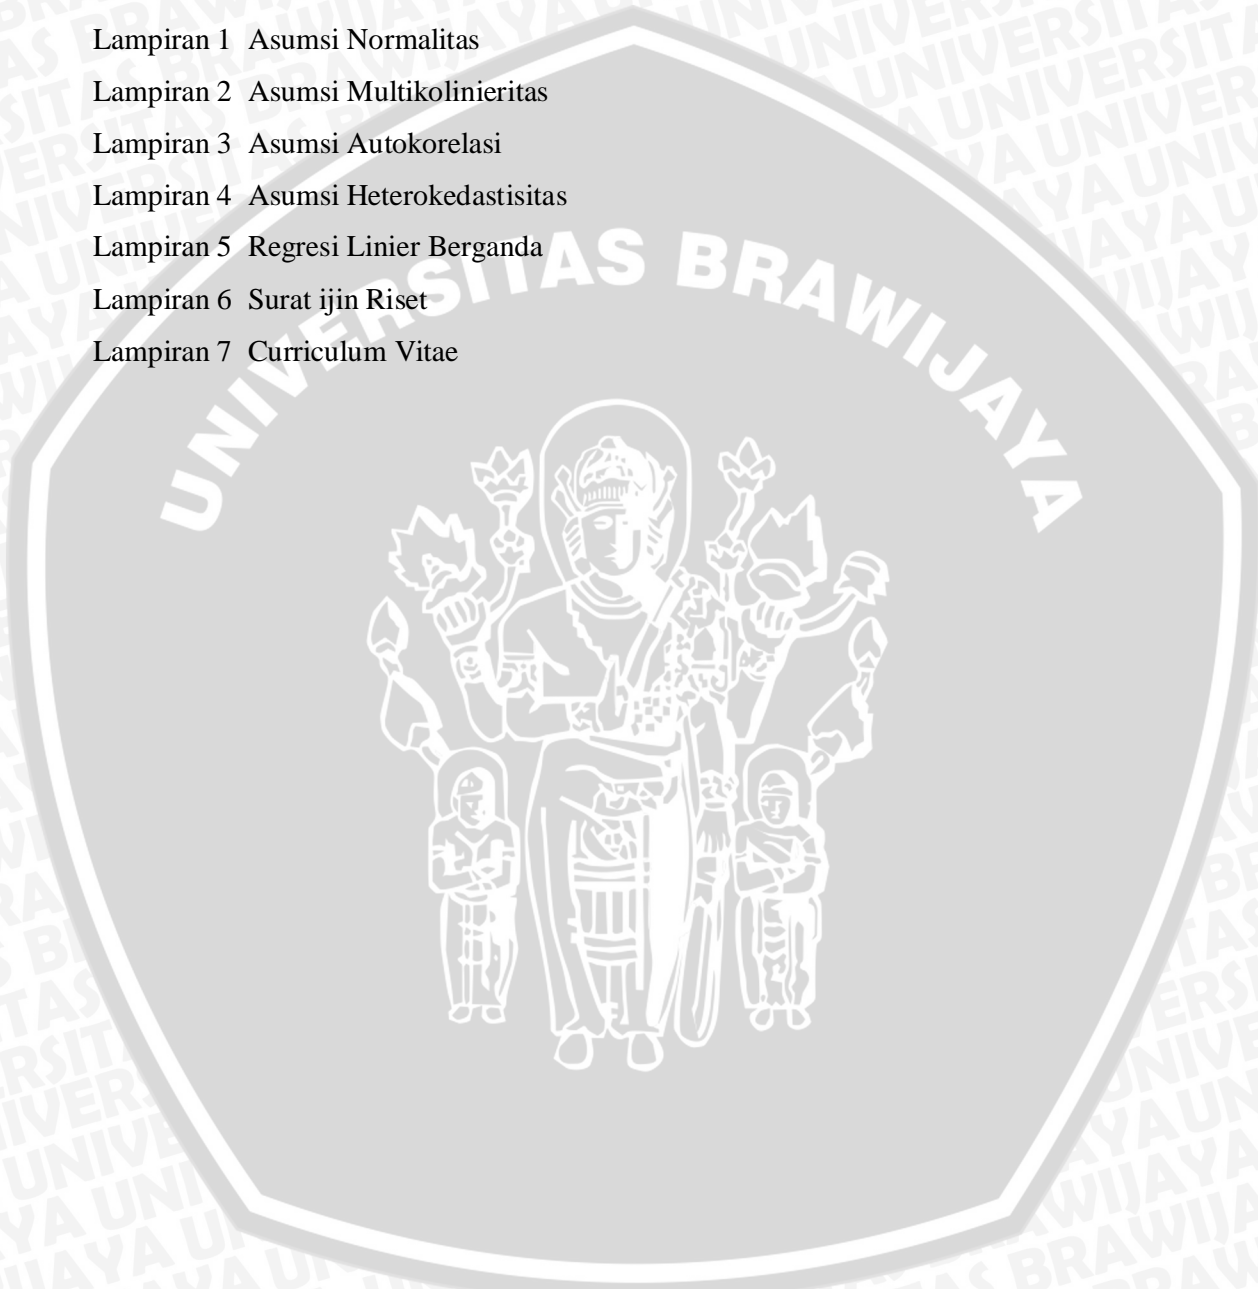 Lampiran 1 Asumsi Normalitas
Lampiran 2 Asumsi Multikolinieritas
Lampiran 3 Asumsi Autokorelasi
Lampiran 4 Asumsi Heterokedastisitas
Lampiran 5 Regresi Linier Berganda
Lampiran 6 Surat ijin Riset
Lampiran 7 Curriculum Vitae
UNIVERSITAS BRAWIJAYA